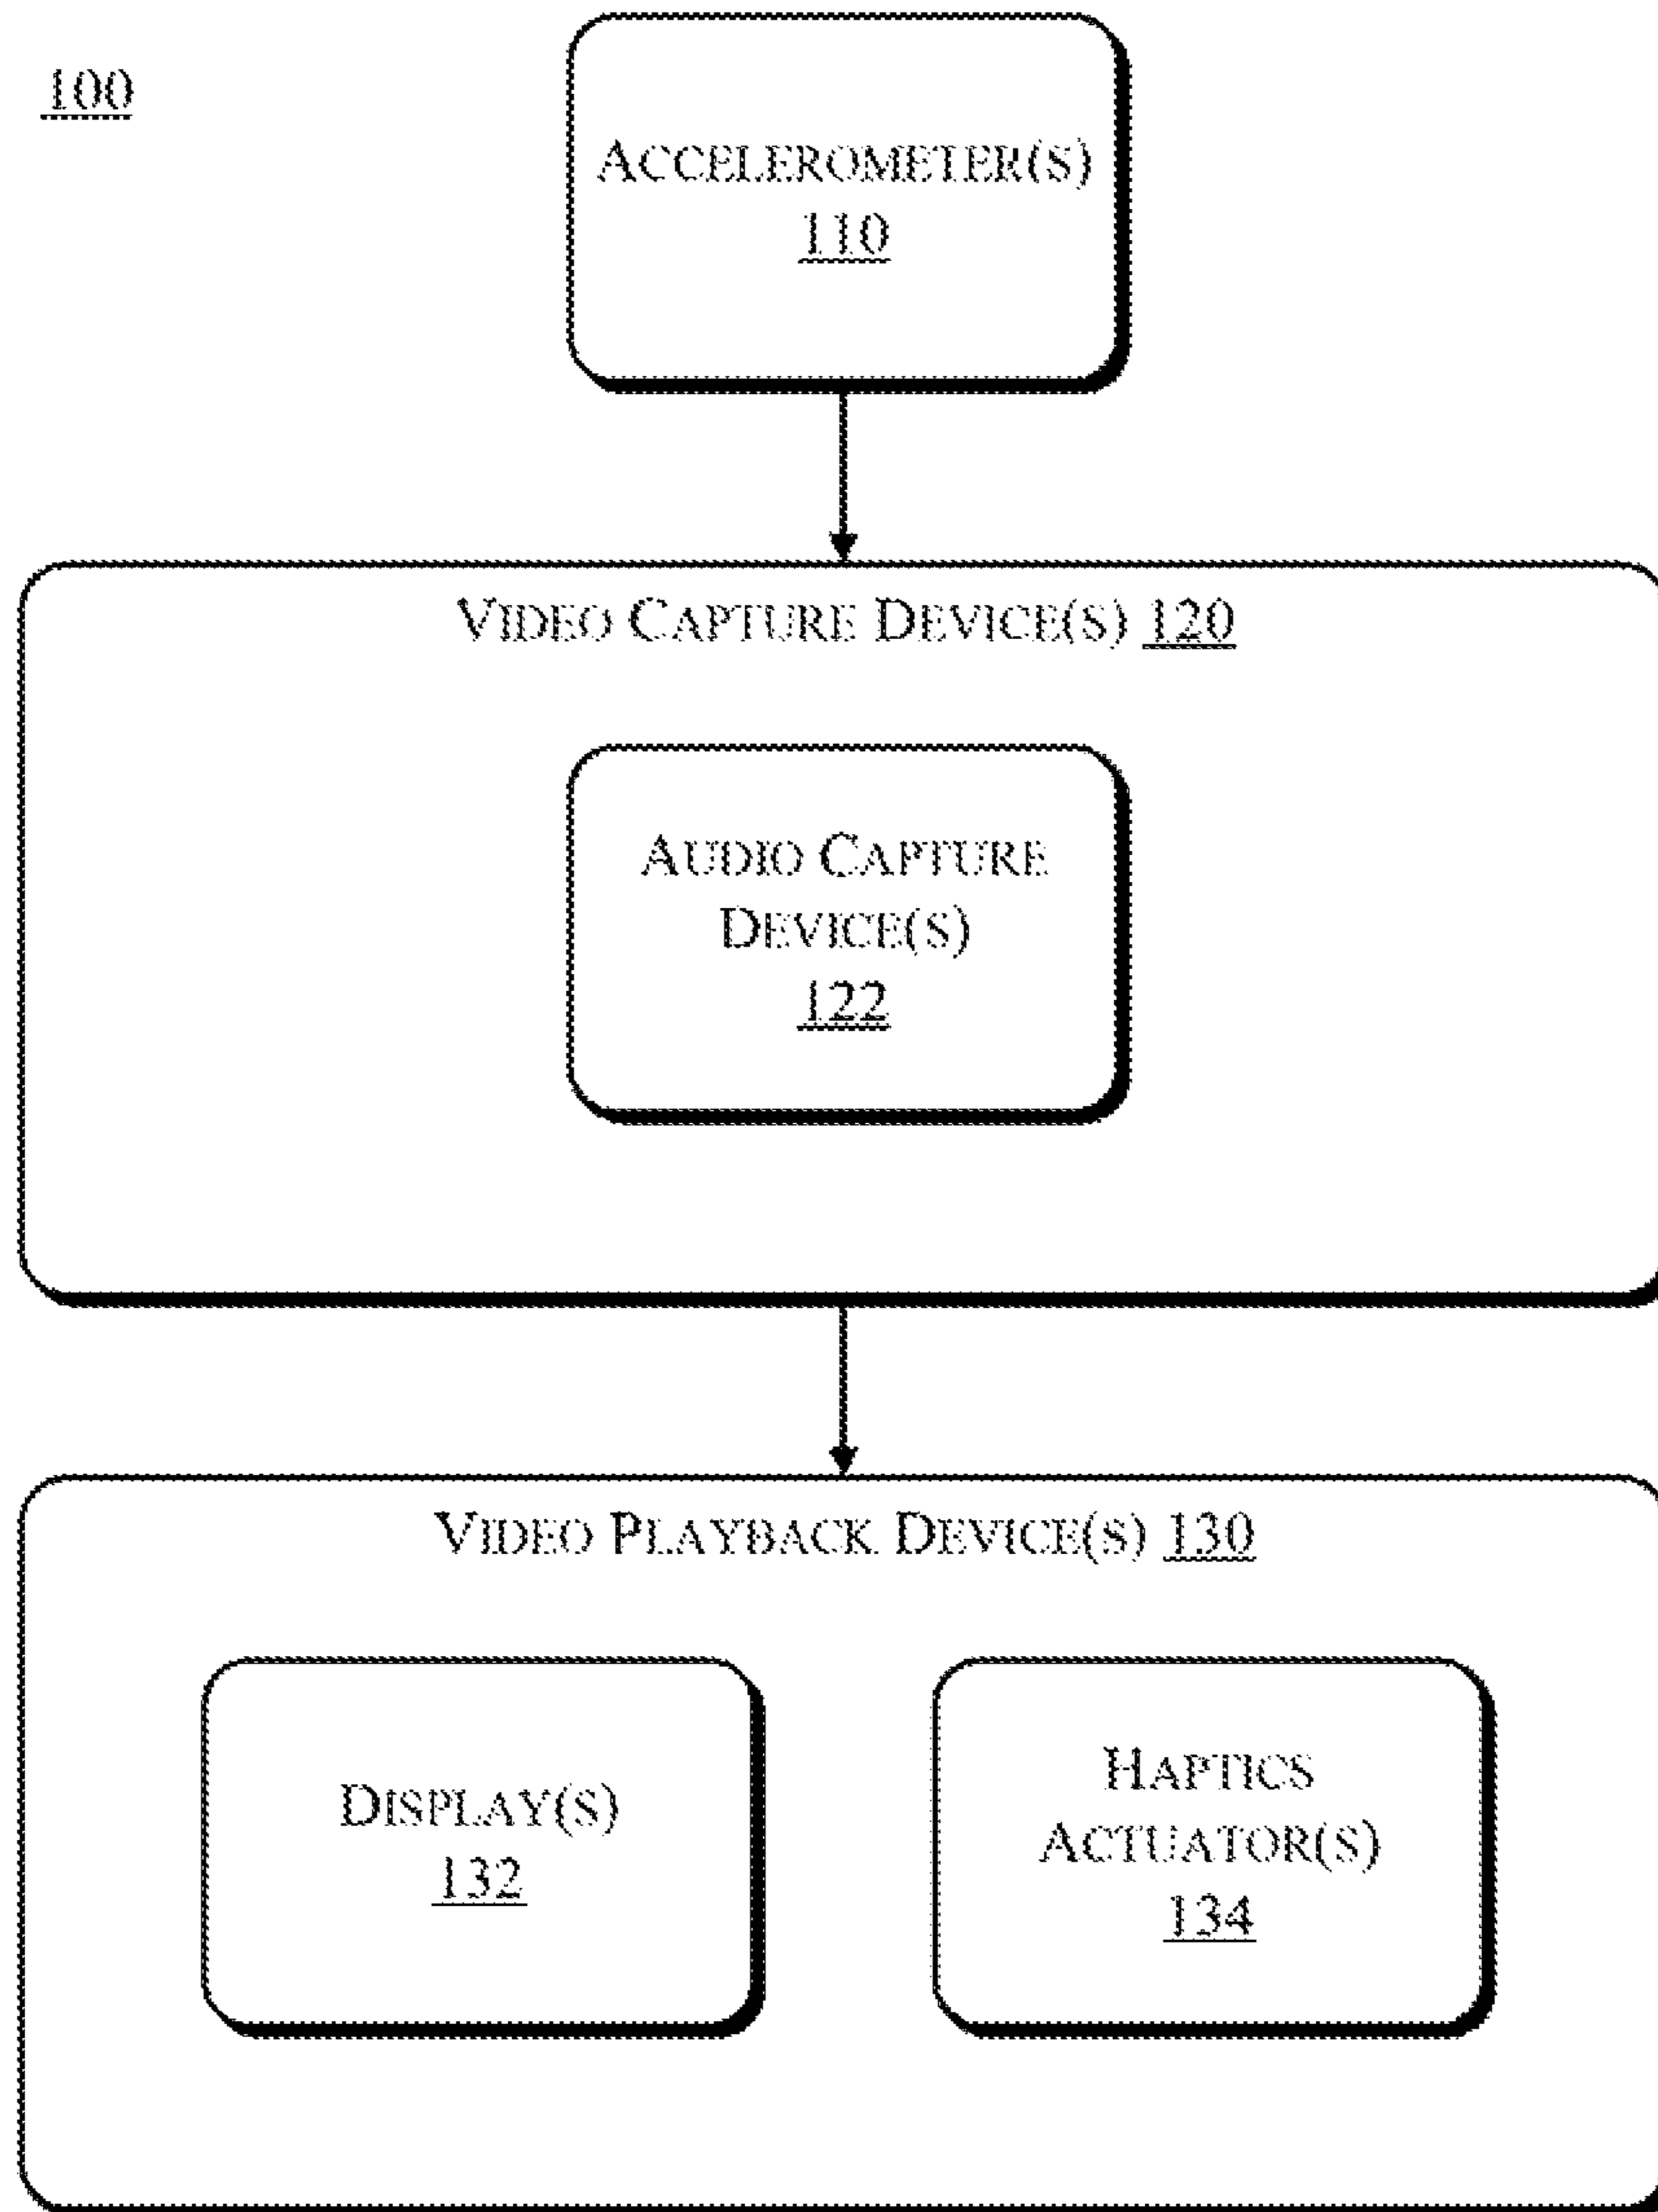 100
ACCELEROMETER(S)
110
VIDEO CAPTURE DEVICE(S) 120
AUDIO CAPTURE
DEVICE(S)
122
VIDEO PLAYBACK DEVICE(S) 130
DISPLAY(S)
132
HAPTICS
ACTUATOR(S)
134